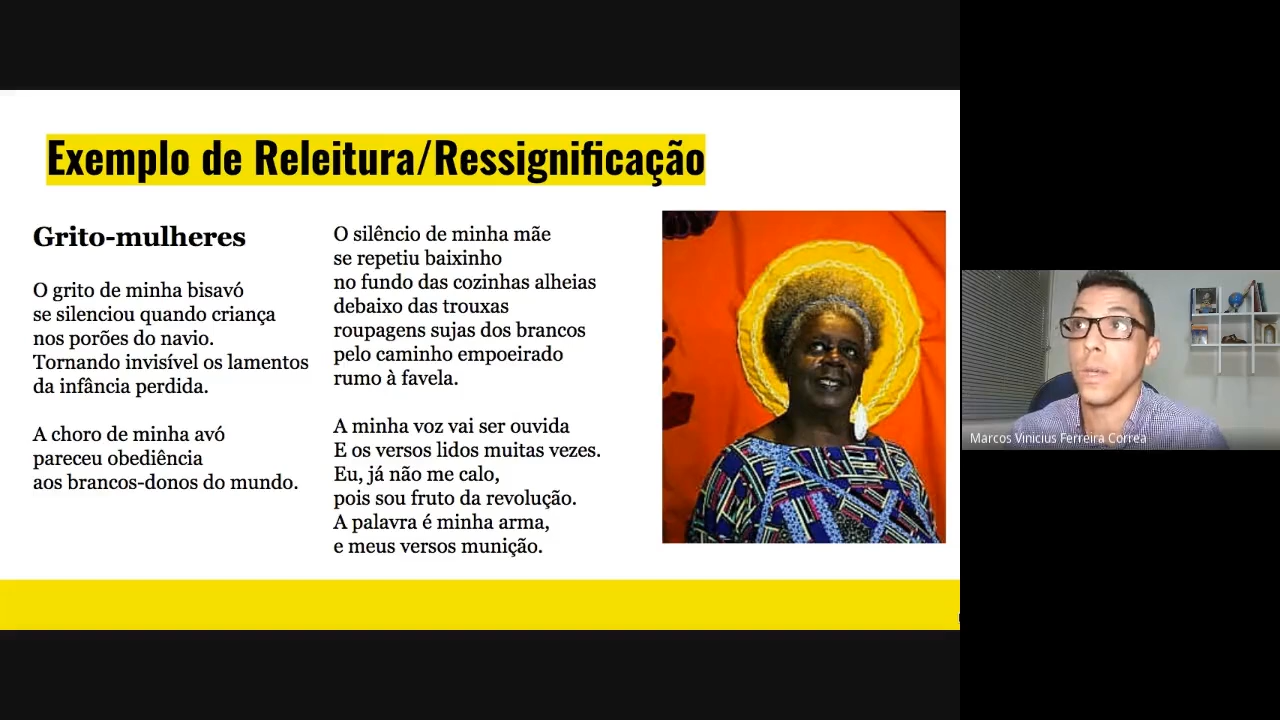 Exemplo de Releitura/Ressignificação
Grito-mulheres
O grito de minha bisavó
se silenciou quando criança
nos porões do navio.
Tornando invisível os lamentos
da infância perdida.
A choro de minha avó
pareceu obediência
aos brancos-donos do mundo.
O silêncio de minha mãe
se repetiu baixinho
no fundo das cozinhas alheias
debaixo das trouxas
roupagens sujas dos brancos
pelo caminho empoeirado
rumo à favela.
A minha voz vai ser ouvida
E os versos lidos muitas vezes.
Eu, já não me calo,
pois sou fruto da revolução.
A palavra é minha arma,
e meus versos munição.
Marcos Vinicius Ferreira Correa